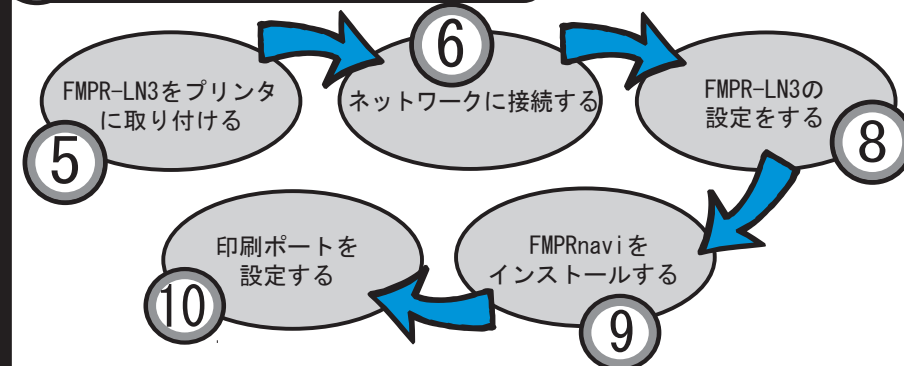 FMPR-LN3をプリンタ
に取り付ける
5
6
ネットワークに接続する
FMPR-LN3の
設定をする
8
FMPRnaviを
インストールする
9
印刷ポートを
設定する
10